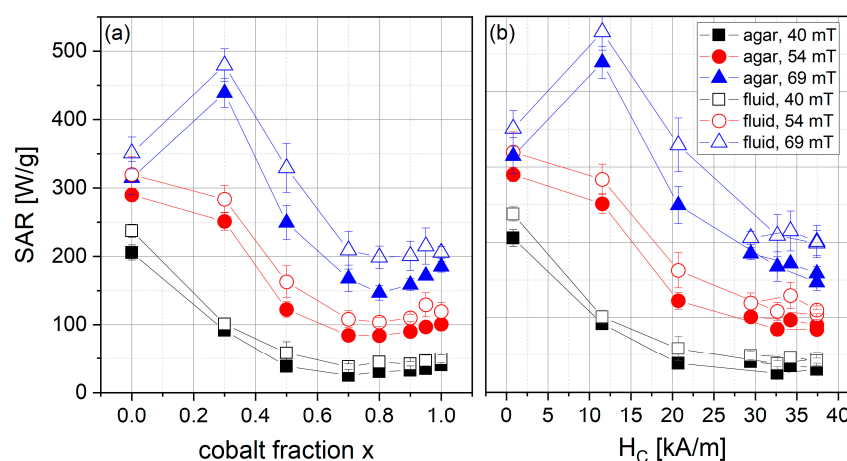 (a)
(b)
agar, 40 mT
agar, 54 mT
agar, 69 mT
fluid, 40 mT
fluid, 54 mT
fluid, 69 mT
SAR [W/g]
500
400
300
200
100
0
0.0 0.2 0.4 0.6 0.8 1.0
0 5 10 15 20 25 30 35 40
cobalt fraction x
H_C [kA/m]